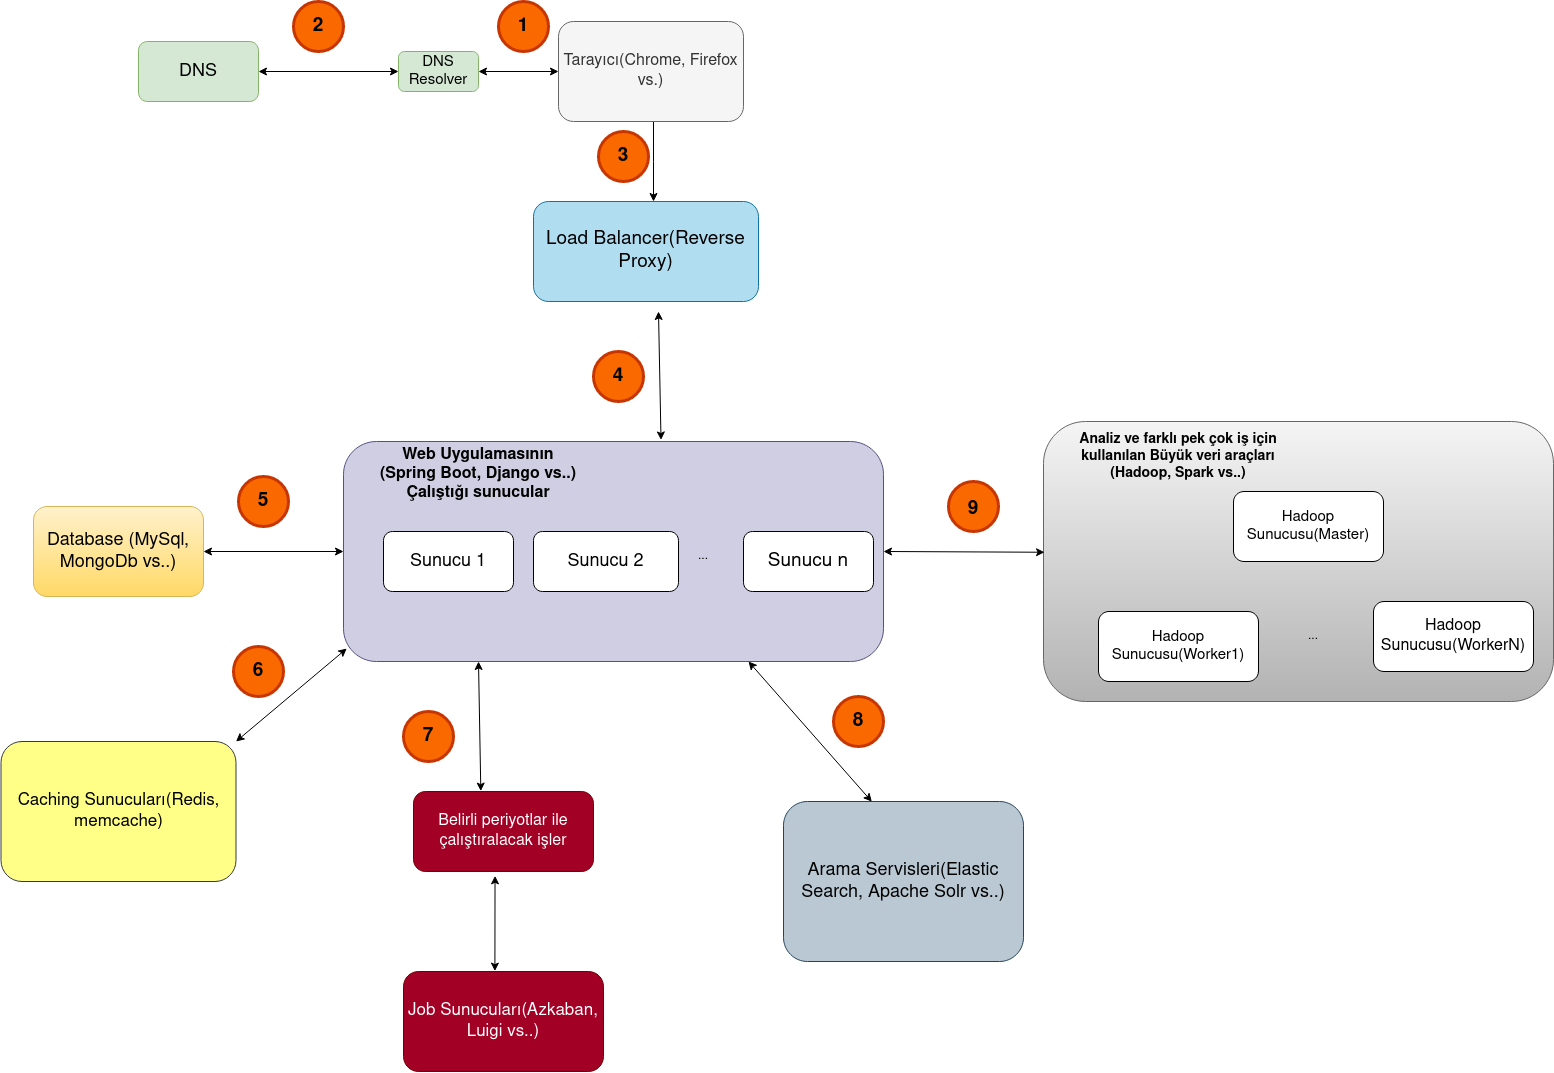 2
1
DNS
DNS
Resolver
Tarayıcı(Chrome, Firefox
vs.)
3
Load Balancer(Reverse
Proxy)
4
Web Uygulamasının
(Spring Boot, Django vs..)
Çalıştığı sunucular
Sunucu 1
Sunucu 2
...
Sunucu n
5
Database (MySql,
MongoDb vs..)
9
Analiz ve farklı pek çok iş için
kullanılan Büyük veri araçları
(Hadoop, Spark vs..)
Hadoop
Sunucusu(Master)
Hadoop
Sunucusu(Worker1)
...
Hadoop
Sunucusu(WorkerN)
6
Caching Sunucuları(Redis,
memcache)
7
Belirli periyotlar ile
çalıştıralacak işler
Job Sunucuları(Azkaban,
Luigi vs..)
8
Arama Servisleri(Elastic
Search, Apache Solr vs..)